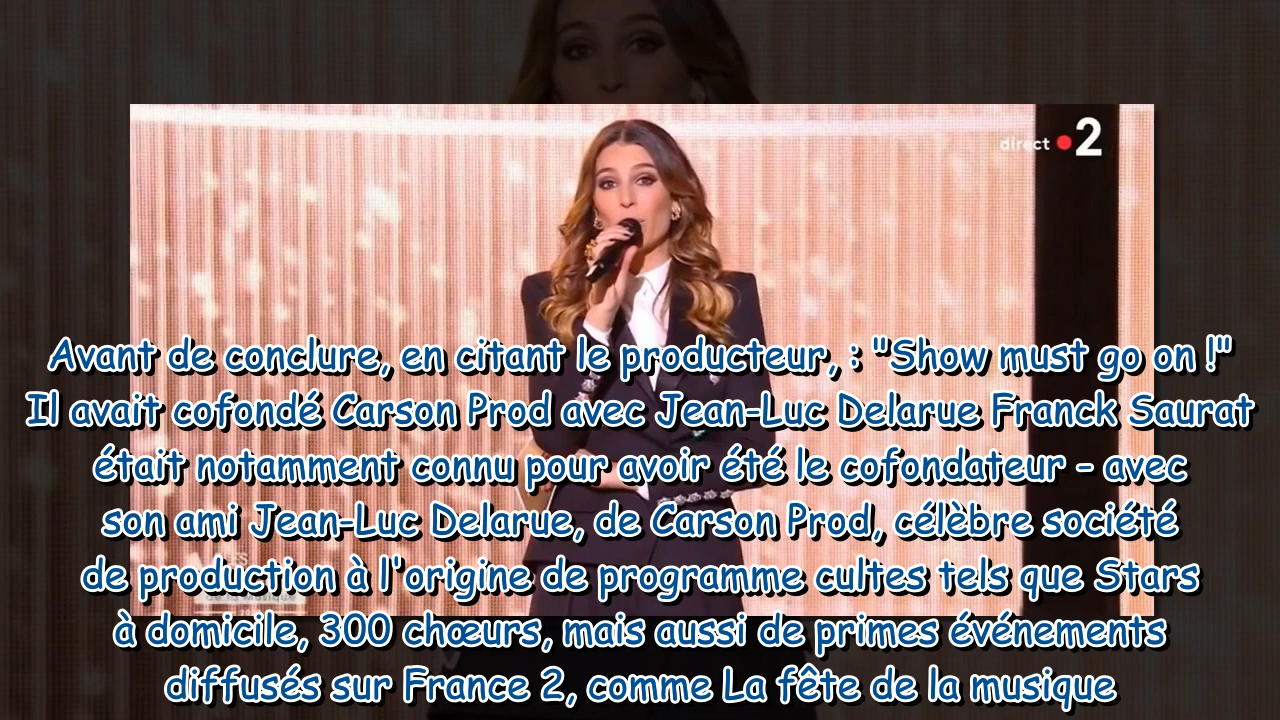 direct 2
Avant de conclure, en citant le producteur, : "Show must go on !"
Il avait cofondé Carson Prod avec Jean-Luc Delarue Franck Saurat
était notamment connu pour avoir été le cofondateur - avec
son ami Jean-Luc Delarue, de Carson Prod, célèbre société
de production à l'origine de programme cultes tels que Stars
à domicile, 300 chœurs, mais aussi de primes événements
diffusés sur France 2, comme La fête de la musique